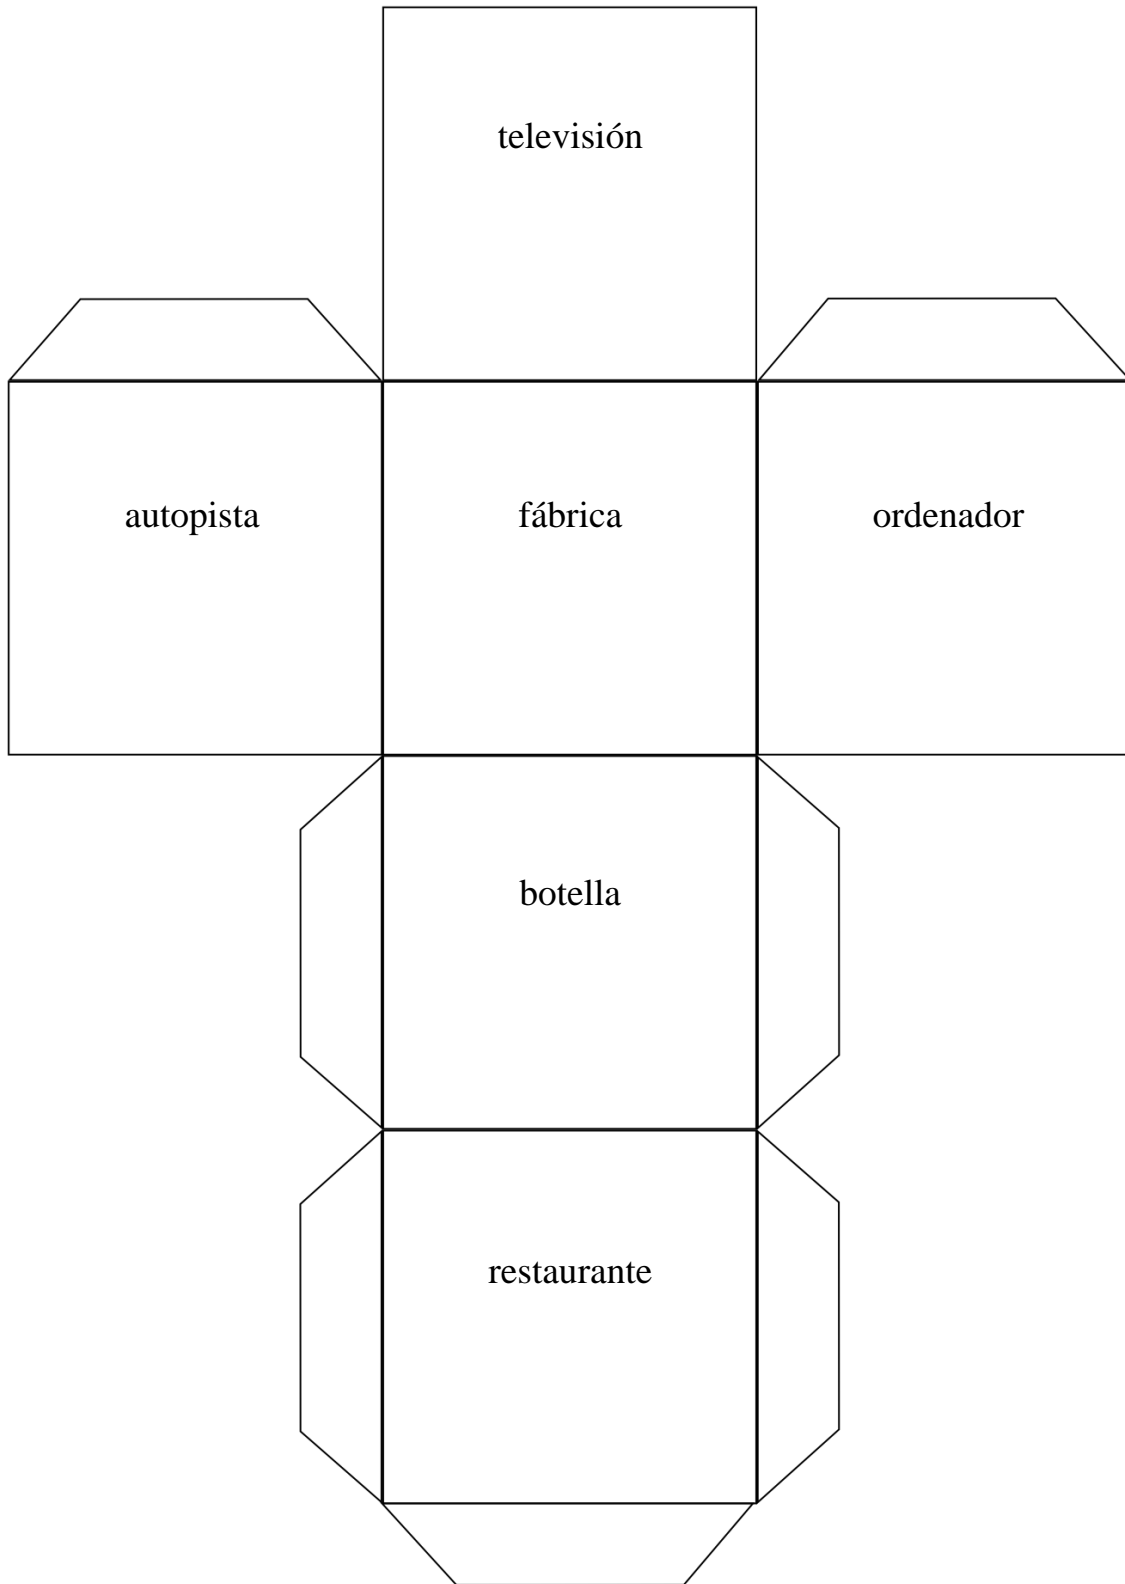 televisión
autopista
fábrica
ordenador
botella
restaurante